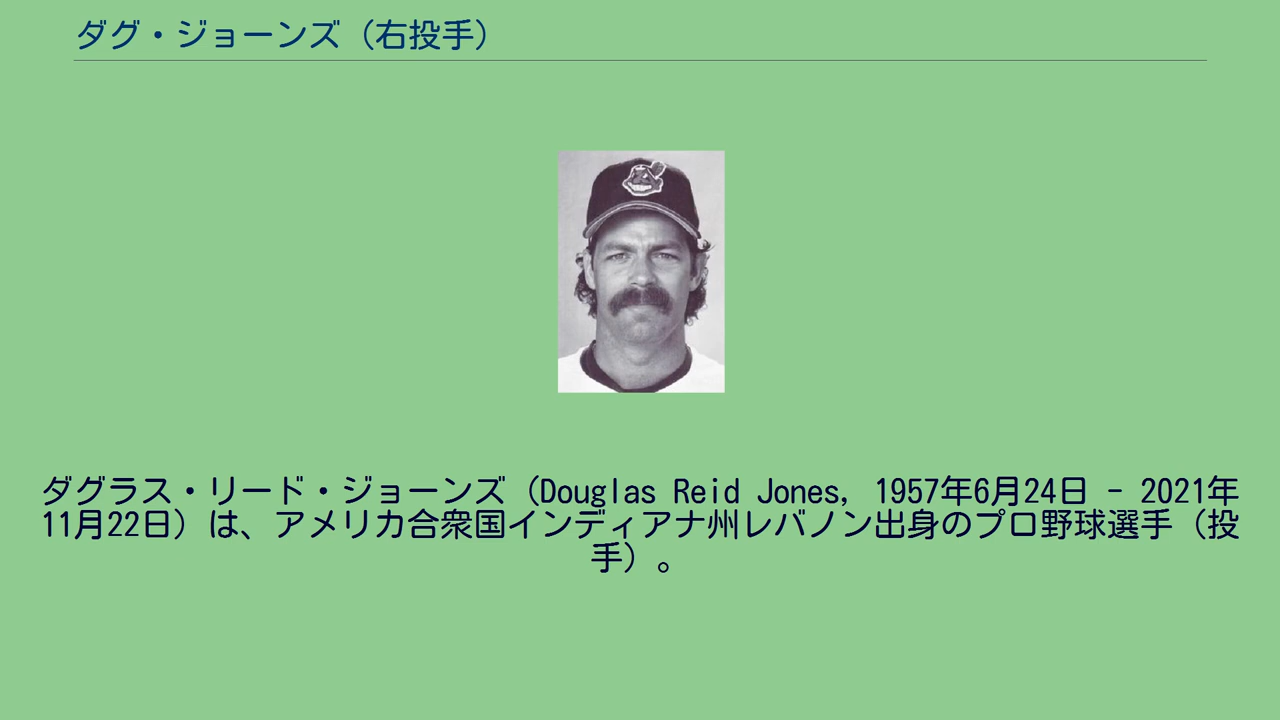 ダグ・ジョーンズ（右投手）
ダグラス・リード・ジョーンズ（Douglas Reid Jones, 1957年6月24日 - 2021年
11月22日）は、アメリカ合衆国インディアナ州レバノン出身のプロ野球選手（投
手）。